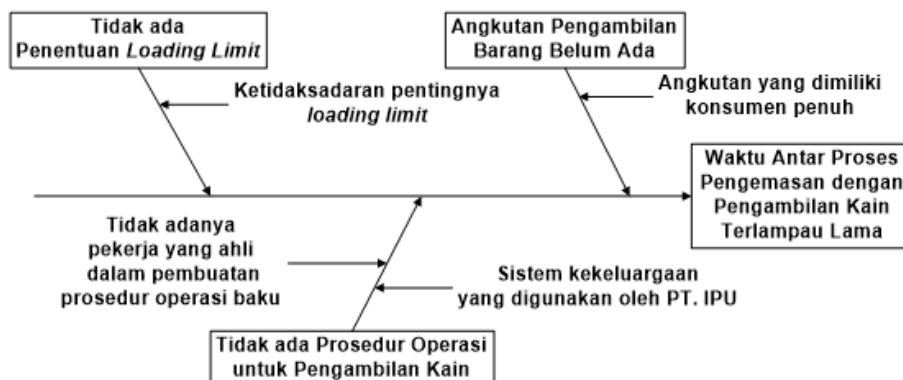 Tidak ada
Penentuan Loading Limit
Angkutan Pengambilan
Barang Belum Ada
Ketidaksadaran pentingnya
loading limit
Angkutan yang dimiliki
konsumen penuh
Waktu Antar Proses
Pengemasan dengan
Pengambilan Kain
Terlampau Lama
Tidak adanya
pekerja yang ahli
dalam pembuatan
prosedur operasi baku
Sistem kekeluargaan
yang digunakan oleh PT. IPU
Tidak ada Prosedur Operasi
untuk Pengambilan Kain